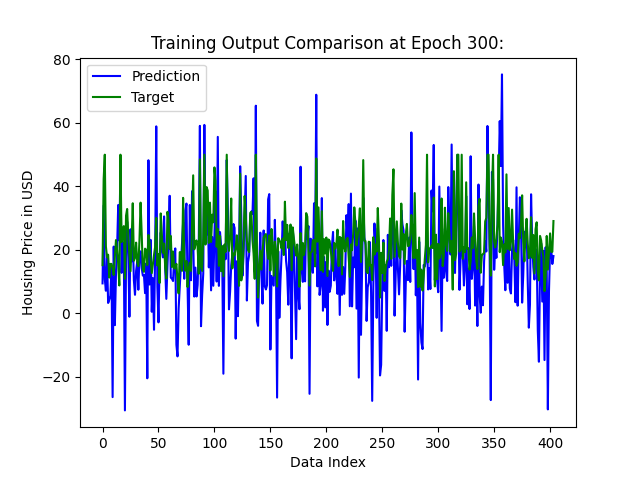 Training Output Comparison at Epoch 300:
Prediction
Target
80
60
40
20
0
−20
Housing Price in USD
0 50 100 150 200 250 300 350 400
Data Index